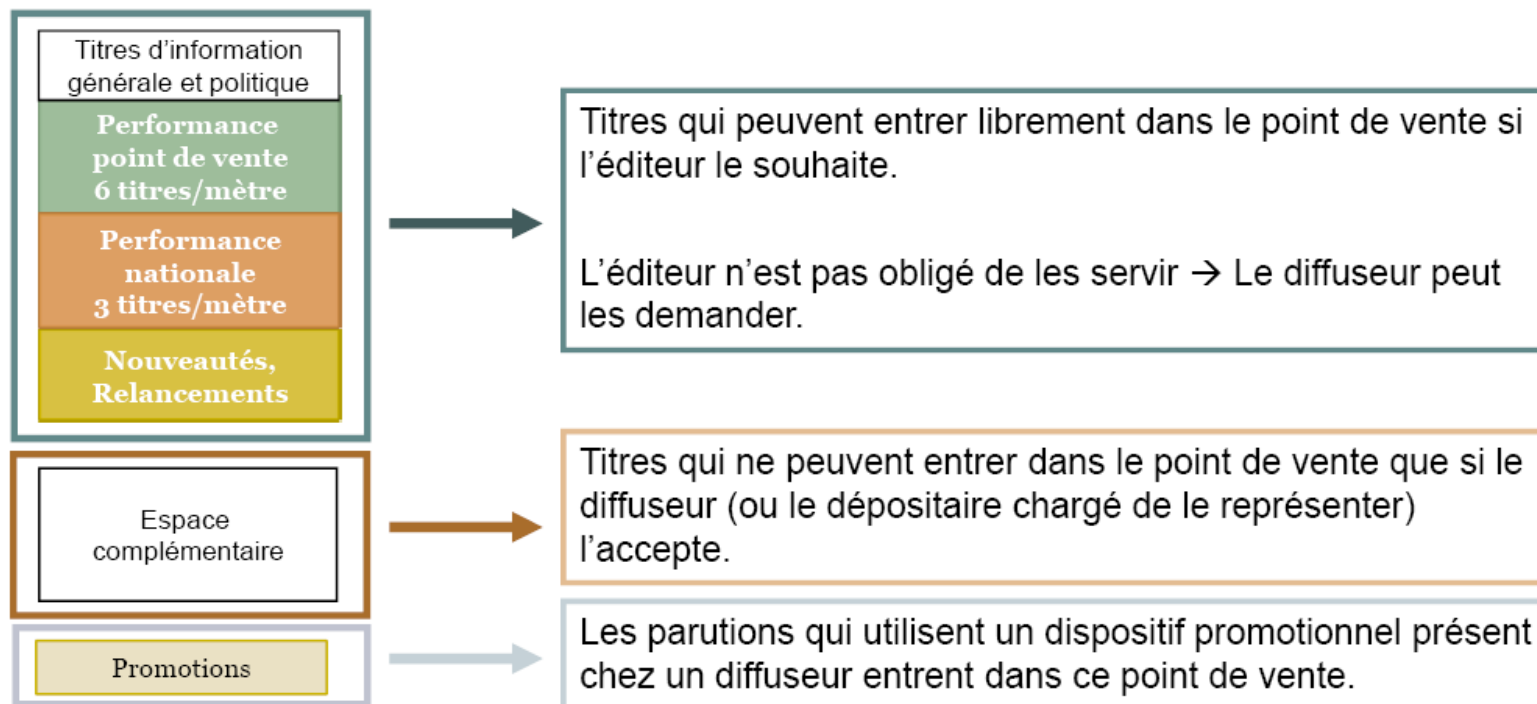 Titres d’information
générale et politique
Performance
point de vente
6 titres/mètre
Performance
nationale
3 titres/mètre
Nouveautés,
Relancements
Titres qui peuvent entrer librement dans le point de vente si
l’éditeur le souhaite.
L’éditeur n’est pas obligé de les servir → Le diffuseur peut
les demander.
Espace
complémentaire
Titres qui ne peuvent entrer dans le point de vente que si le
diffuseur (ou le dépositaire chargé de le représenter)
l’accepte.
Promotions
Les parutions qui utilisent un dispositif promotionnel présent
chez un diffuseur entrent dans ce point de vente.